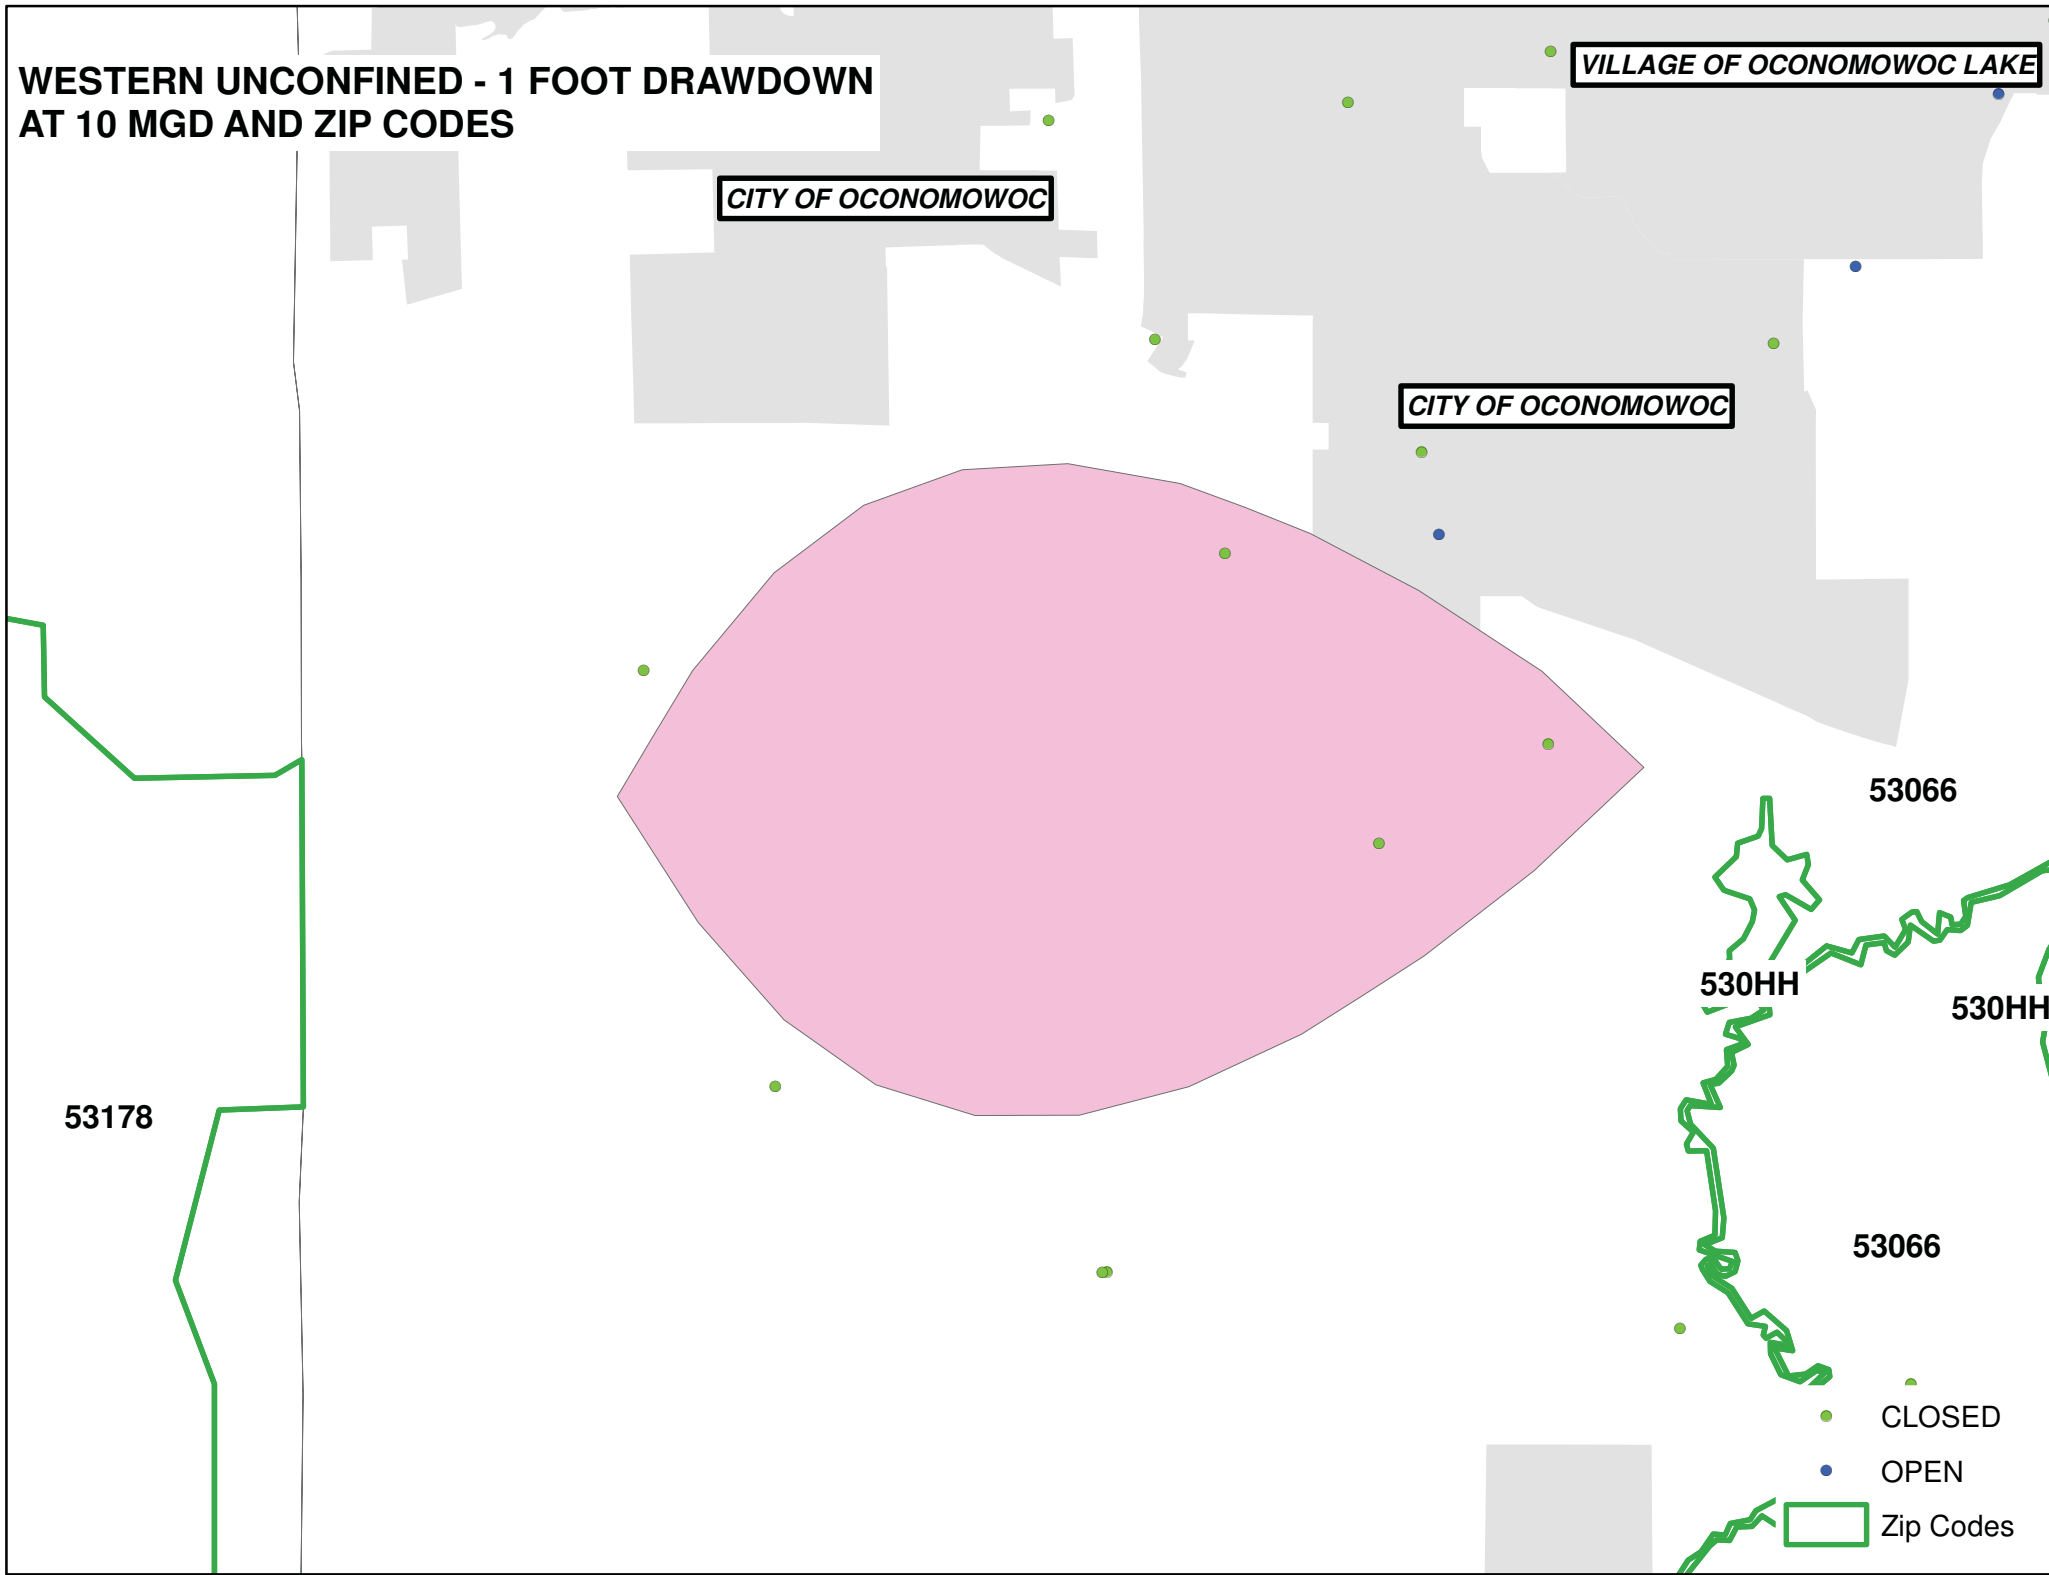 WESTERN UNCONFINED - 1 FOOT DRAWDOWN
AT 10 MGD AND ZIP CODES
VILLAGE OF OCONOMOWOC LAKE
CITY OF OCONOMOWOC
CITY OF OCONOMOWOC
53066
530HH
530HH
53178
53066
CLOSED
OPEN
Zip Codes